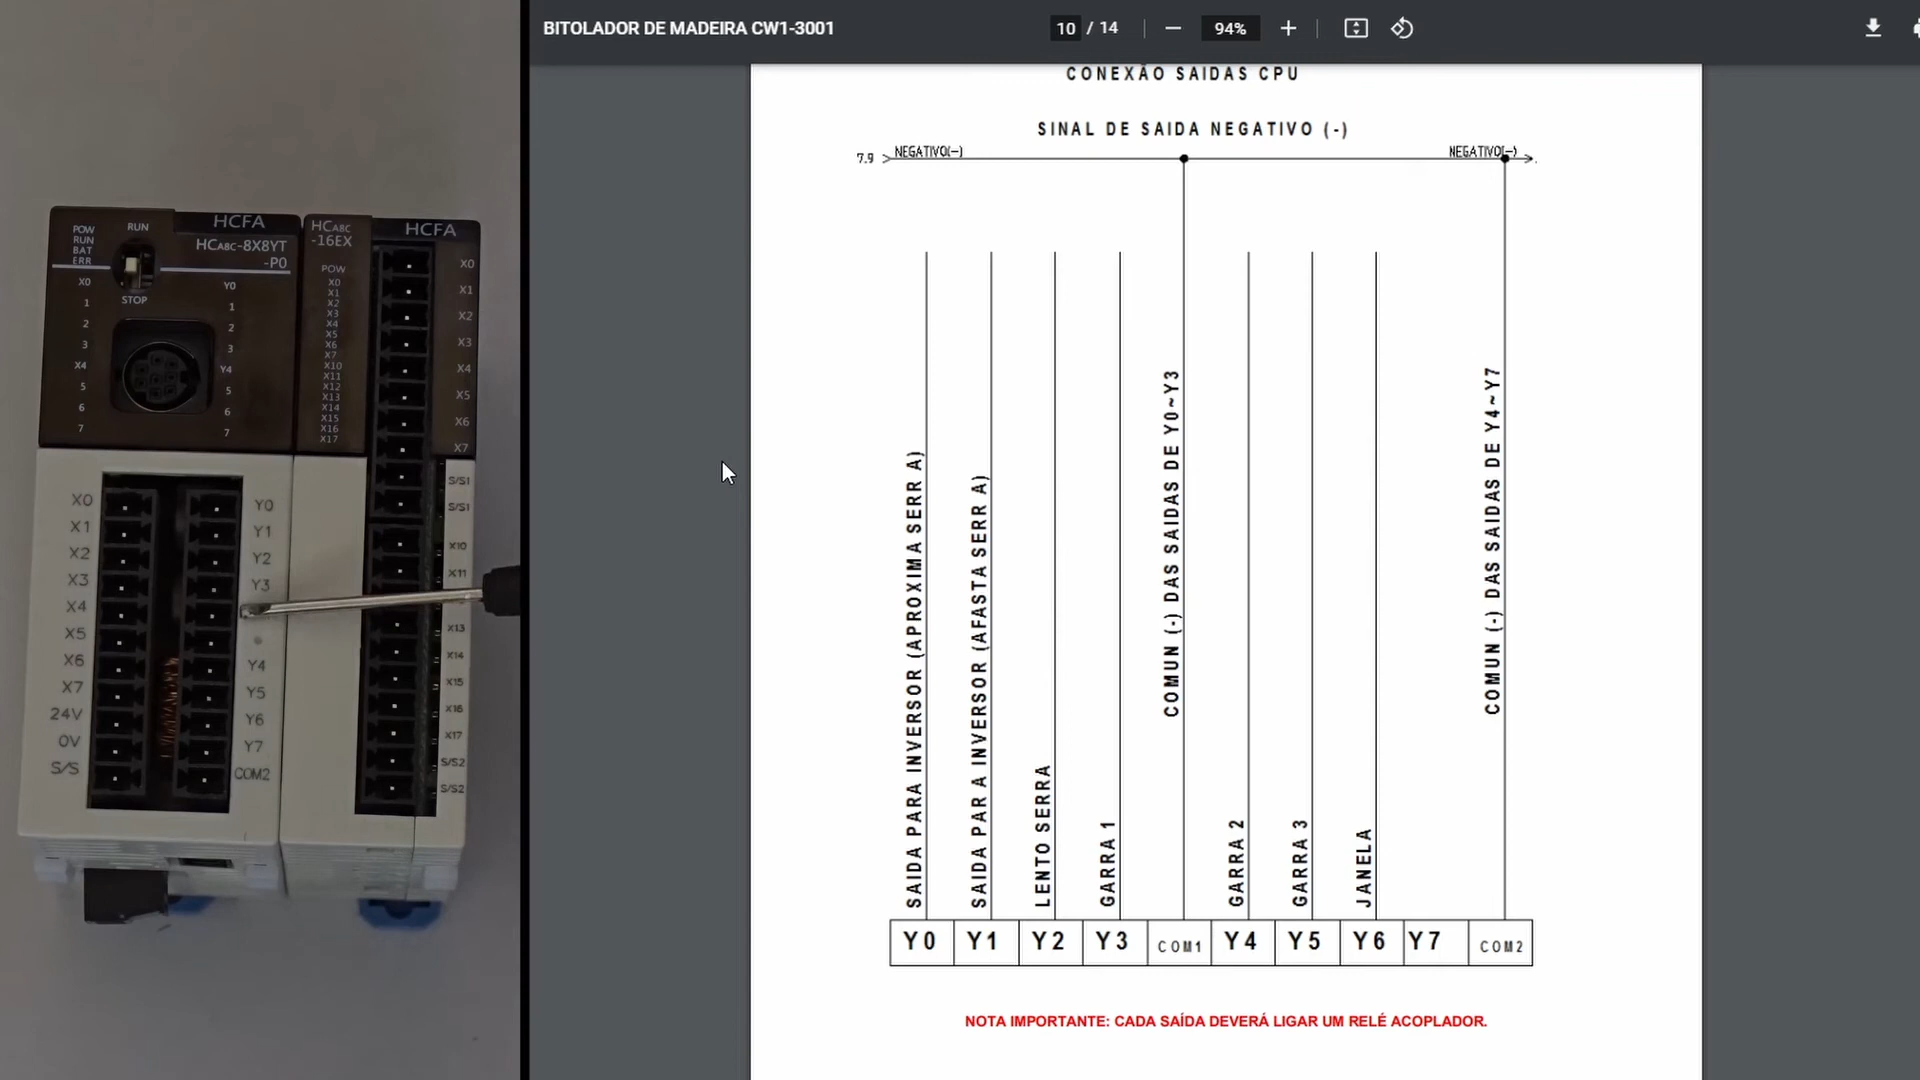 BITOLADOR DE MADEIRA CW1-3001
10 / 14
94%
CONEXÃO SAIDAS CPU
SINAL DE SAIDA NEGATIVO (-)
7.9
NEGATIVO(-)
NEGATIVO(-)
SAIDA PARA INVERSOR (APROXIMA SERR A)
SAIDA PAR A INVERSOR (AFASTA SERR A)
LENTO SERRA
GARRA 1
COMUN (-) DAS SAIDAS DE Y0~Y3
GARRA 2
GARRA 3
JANELA
COMUN (-) DAS SAIDAS DE Y4~Y7
Y0 Y1 Y2 Y3 COM1 Y4 Y5 Y6 Y7 COM2
NOTA IMPORTANTE: CADA SAÍDA DEVERÁ LIGAR UM RELÉ ACOPLADOR.
HCFA
HCA8C-8X8YT
-P0
POW
RUN
BAT
ERR
RUN
STOP
X0
1
2
3
X4
5
6
7
Y0
1
2
3
Y4
5
6
7
X0
X1
X2
X3
X4
X5
X6
X7
24V
0V
S/S
Y0
Y1
Y2
Y3
Y4
Y5
Y6
Y7
COM2
HCA8C
-16EX
HCFA
POW
X0
X1
X2
X3
X4
X5
X6
X7
X10
X11
X12
X13
X14
X15
X16
X17
X0
X1
X2
X3
X4
X5
X6
X7
S/S1
S/S1
X10
X11
X13
X14
X15
X16
X17
S/S2
S/S2